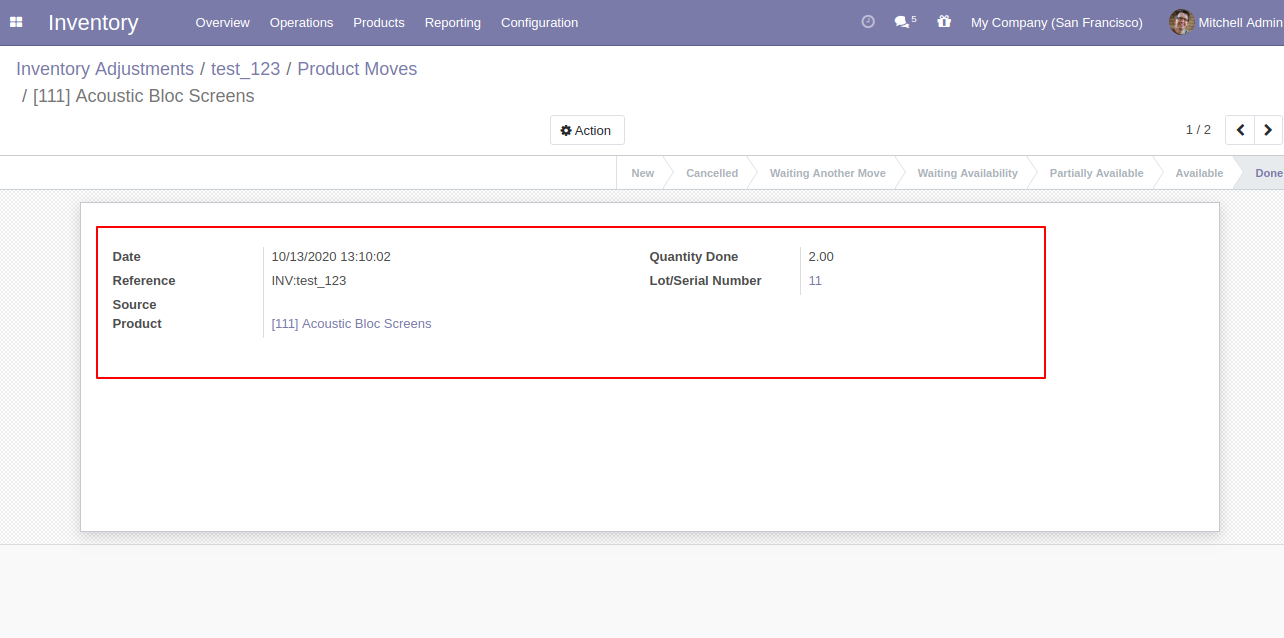 Inventory Overview Operations Products Reporting Configuration 5 My Company (San Francisco) Mitchell Admin
Inventory Adjustments / test_123 / Product Moves
/ [111] Acoustic Bloc Screens
Action 1 / 2
New Cancelled Waiting Another Move Waiting Availability Partially Available Available Done
Date 10/13/2020 13:10:02 Quantity Done 2.00
Reference INV:test_123 Lot/Serial Number 11
Source
Product [111] Acoustic Bloc Screens